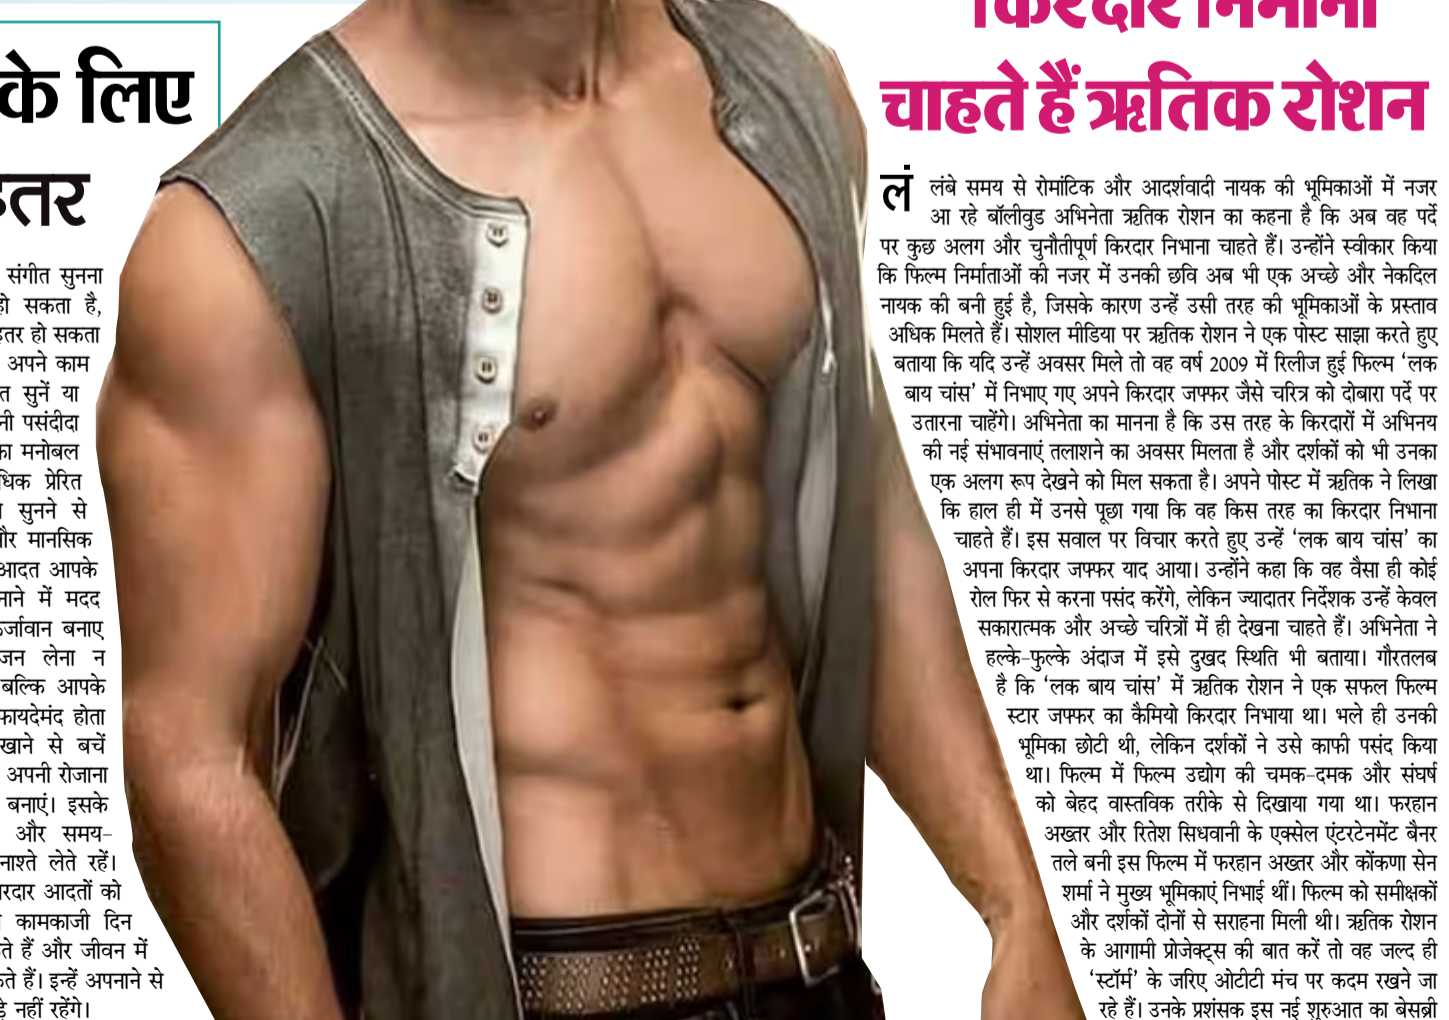 के लिए
संगीत सुनना
हो सकता है,
हो सकता
अपने काम
सुनें या
पसंदीदा
मनोबल
प्रेरित
सुनने से
और मानसिक
आदत आपके
में मदद
बनाए
लेना न
बल्कि आपके
फायदेमंद होता
खाने से बचें
अपनी रोजाना
बनाएं। इसके
और समय-
नाश्ते लेते रहें।
आदतों को
कामकाजी दिन
हैं और जीवन में
हैं। इन्हें अपनाने से
नहीं रहेंगे।
किरदार निभाना
चाहते हैं ऋतिक रोशन
लं लंबे समय से रोमांटिक और आदर्शवादी नायक की भूमिकाओं में नजर
आ रहे बॉलीवुड अभिनेता ऋतिक रोशन का कहना है कि अब वह पर्दे
पर कुछ अलग और चुनौतीपूर्ण किरदार निभाना चाहते हैं। उन्होंने स्वीकार किया
कि फिल्म निर्माताओं की नजर में उनकी छवि अब भी एक अच्छे और नेकदिल
नायक की बनी हुई है, जिसके कारण उन्हें उसी तरह की भूमिकाओं के प्रस्ताव
अधिक मिलते हैं। सोशल मीडिया पर ऋतिक रोशन ने एक पोस्ट साझा करते हुए
बताया कि यदि उन्हें अवसर मिले तो वह वर्ष 2009 में रिलीज हुई फिल्म ‘लक
बाय चांस’ में निभाए गए अपने किरदार जफ्फर जैसे चरित्र को दोबारा पर्दे पर
उतारना चाहेंगे। अभिनेता का मानना है कि उस तरह के किरदारों में अभिनय
की नई संभावनाएं तलाशने का अवसर मिलता है और दर्शकों को भी उनका
एक अलग रूप देखने को मिल सकता है। अपने पोस्ट में ऋतिक ने लिखा
कि हाल ही में उनसे पूछा गया कि वह किस तरह का किरदार निभाना
चाहते हैं। इस सवाल पर विचार करते हुए उन्हें ‘लक बाय चांस’ का
अपना किरदार जफ्फर याद आया। उन्होंने कहा कि वह वैसा ही कोई
रोल फिर से करना पसंद करेंगे, लेकिन ज्यादातर निर्देशक उन्हें केवल
सकारात्मक और अच्छे चरित्रों में ही देखना चाहते हैं। अभिनेता ने
हल्के-फुल्के अंदाज में इसे दुखद स्थिति भी बताया। गौरतलब
है कि ‘लक बाय चांस’ में ऋतिक रोशन ने एक सफल फिल्म
स्टार जफ्फर का कैमियो किरदार निभाया था। भले ही उनकी
भूमिका छोटी थी, लेकिन दर्शकों ने उसे काफी पसंद किया
था। फिल्म में फिल्म उद्योग की चमक-दमक और संघर्ष
को बेहद वास्तविक तरीके से दिखाया गया था। फरहान
अख्तर और रितेश सिधवानी के एक्सेल एंटरटेनमेंट बैनर
तले बनी इस फिल्म में फरहान अख्तर और कोंकणा सेन
शर्मा ने मुख्य भूमिकाएं निभाई थीं। फिल्म को समीक्षकों
और दर्शकों दोनों से सराहना मिली थी। ऋतिक रोशन
के आगामी प्रोजेक्ट्स की बात करें तो वह जल्द ही
‘स्टॉर्म’ के जरिए ओटीटी मंच पर कदम रखने जा
रहे हैं। उनके प्रशंसक इस नई शुरुआत का बेसब्री